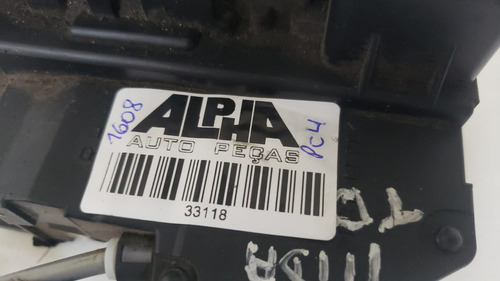 ALPHA
AUTO PEÇAS
33118
1608
PC4